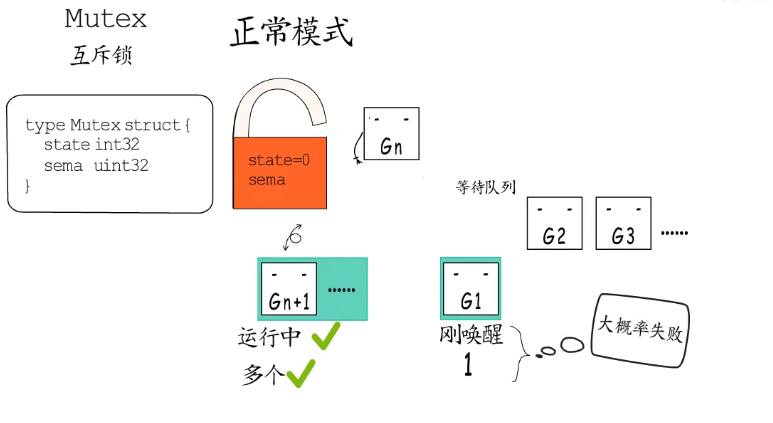 Mutex
互斥锁
正常模式
type Mutex struct {
state int32
sema uint32
}
state=0
sema
Gn
等待队列
G2
G3
......
Gn+1
......
G1
运行中
多个
刚唤醒
1
大概率失败